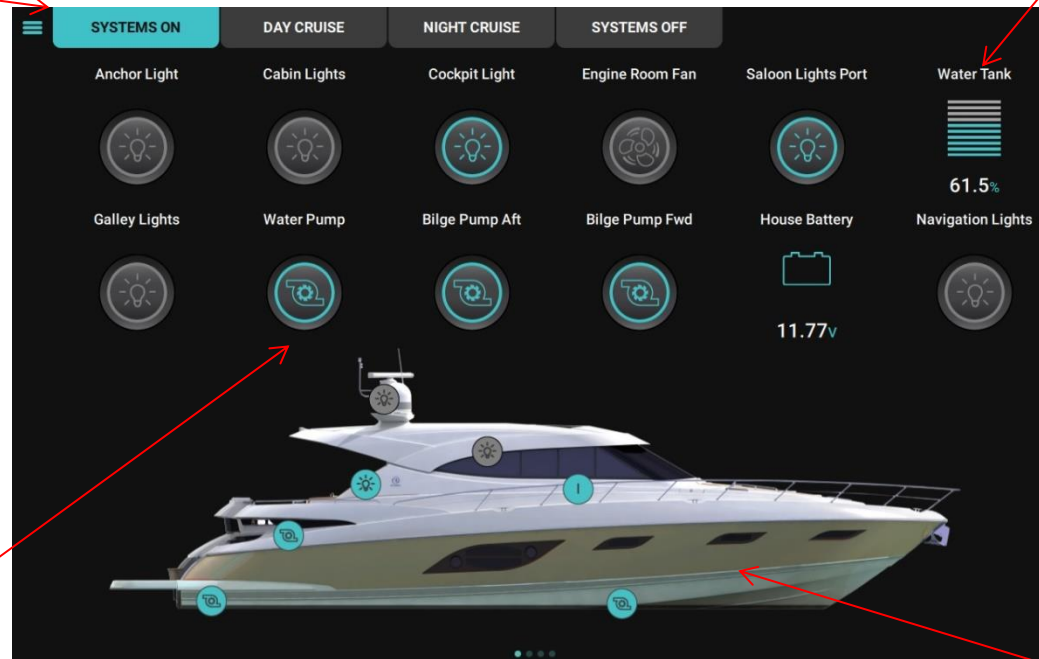 SYSTEMS ON DAY CRUISE NIGHT CRUISE SYSTEMS OFF
Anchor Light Cabin Lights Cockpit Light Engine Room Fan Saloon Lights Port Water Tank
61.5%
Galley Lights Water Pump Bilge Pump Aft Bilge Pump Fwd House Battery Navigation Lights
11.77V
I